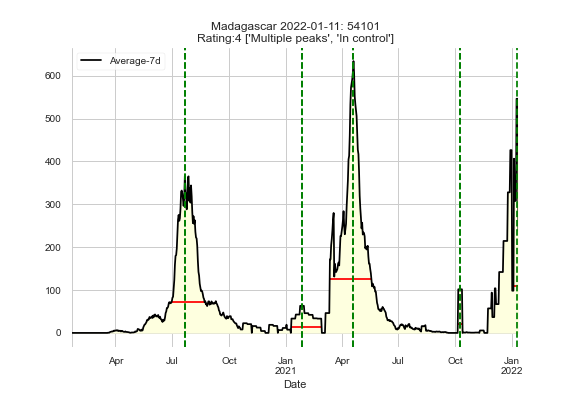 Madagascar 2022-01-11: 54101
Rating:4 ['Multiple peaks', 'In control']
Average-7d
600
500
400
300
200
100
0
Apr Jul Oct Jan Apr Jul Oct Jan
2021 2022
Date